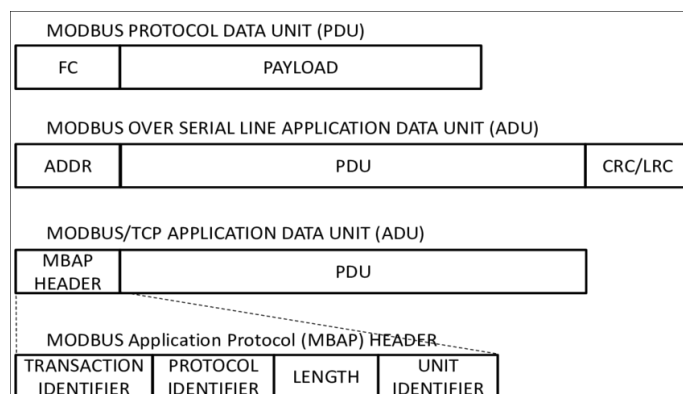 MODBUS PROTOCOL DATA UNIT (PDU)
FC PAYLOAD
MODBUS OVER SERIAL LINE APPLICATION DATA UNIT (ADU)
ADDR PDU CRC/LRC
MODBUS/TCP APPLICATION DATA UNIT (ADU)
MBAP
HEADER
PDU
MODBUS Application Protocol (MBAP) HEADER
TRANSACTION
IDENTIFIER
PROTOCOL
IDENTIFIER
LENGTH
UNIT
IDENTIFIER